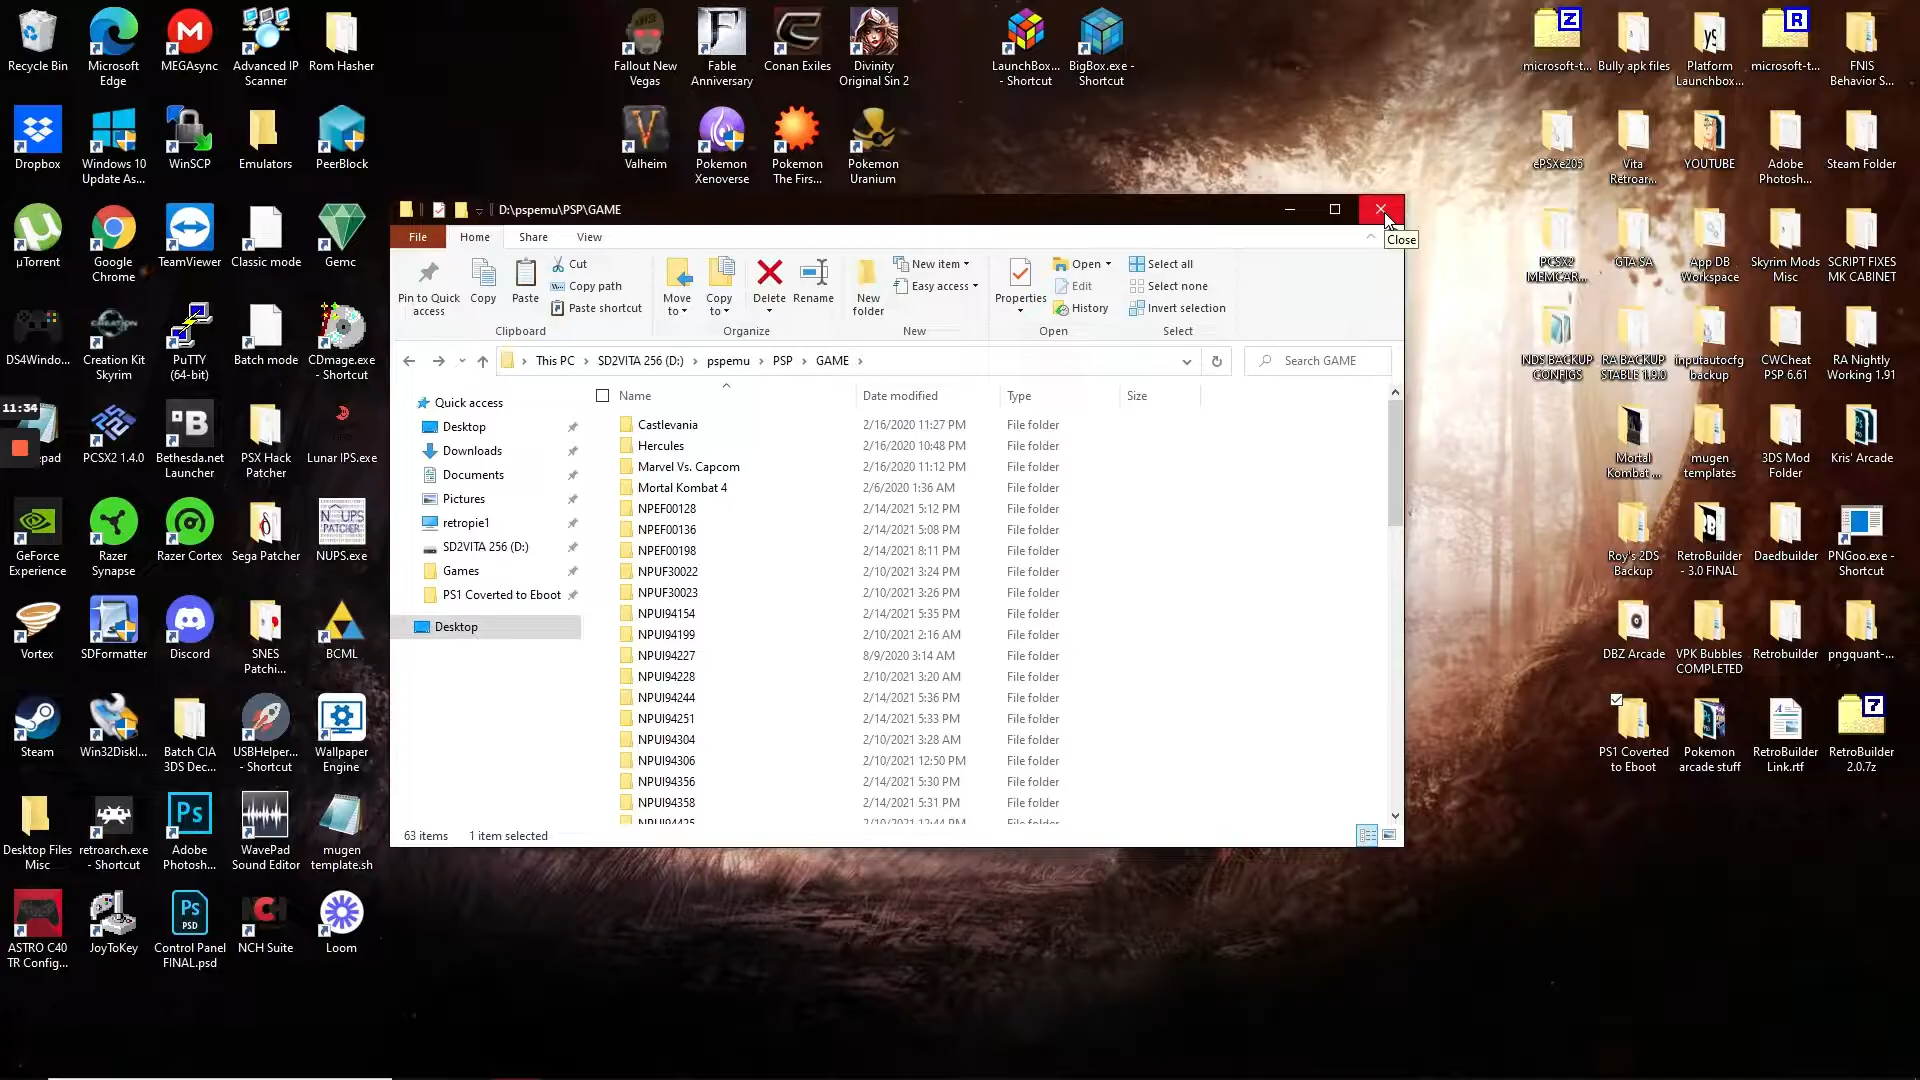 Recycle Bin
Microsoft Edge
MEGAsync
Advanced IP Scanner
Rom Hasher
Dropbox
Windows 10 Update As...
WinSCP
Emulators
PeerBlock
µTorrent
Google Chrome
TeamViewer
Classic mode
Gemc
DS4Windo...
Creation Kit Skyrim
PuTTY (64-bit)
Batch mode
CDmage.exe - Shortcut
11:34
PCSX2 1.4.0
Bethesda.net Launcher
PSX Hack Patcher
Lunar IPS.exe
GeForce Experience
Razer Synapse
Razer Cortex
Sega Patcher
NUPS.exe
Vortex
SDFormatter
Discord
SNES Patchi...
BCML
Steam
Win32DiskI...
Batch CIA 3DS Dec...
USBHelper... - Shortcut
Wallpaper Engine
Desktop Files Misc
retroarch.exe - Shortcut
Adobe Photosh...
WavePad Sound Editor
mugen template.sh
ASTRO C40 TR Config...
JoyToKey
Control Panel FINAL.psd
NCH Suite
Loom
Fallout New Vegas
Fable Anniversary
Conan Exiles
Divinity Original Sin 2
LaunchBox... - Shortcut
BigBox.exe - Shortcut
Valheim
Pokemon Xenoverse
Pokemon The Firs...
Pokemon Uranium
D:\pspemu\PSP\GAME
Close
File
Home
Share
View
Pin to Quick access
Copy
Paste
Cut
Copy path
Paste shortcut
Clipboard
Move to
Copy to
Delete
Rename
Organize
New folder
New item
Easy access
New
Properties
Open
Edit
History
Open
Select all
Select none
Invert selection
Select
This PC
SD2VITA 256 (D:)
pspemu
PSP
GAME
Search GAME
Quick access
Desktop
Downloads
Documents
Pictures
retropie1
SD2VITA 256 (D:)
Games
PS1 Coverted to Eboot
Desktop
Name Date modified Type Size
Castlevania 2/16/2020 11:27 PM File folder
Hercules 2/16/2020 10:48 PM File folder
Marvel Vs. Capcom 2/16/2020 11:12 PM File folder
Mortal Kombat 4 2/6/2020 1:36 AM File folder
NPEF00128 2/14/2021 5:12 PM File folder
NPEF00136 2/14/2021 5:08 PM File folder
NPEF00198 2/14/2021 8:11 PM File folder
NPUF30022 2/10/2021 3:24 PM File folder
NPUF30023 2/10/2021 3:26 PM File folder
NPUI94154 2/14/2021 5:35 PM File folder
NPUI94199 2/10/2021 2:16 AM File folder
NPUI94227 8/9/2020 3:14 AM File folder
NPUI94228 2/10/2021 3:20 AM File folder
NPUI94244 2/14/2021 5:36 PM File folder
NPUI94251 2/14/2021 5:33 PM File folder
NPUI94304 2/10/2021 3:28 AM File folder
NPUI94306 2/10/2021 12:50 PM File folder
NPUI94356 2/14/2021 5:30 PM File folder
NPUI94358 2/14/2021 5:31 PM File folder
63 items 1 item selected
microsoft-t...
Bully apk files
Platform Launchbox...
microsoft-t...
FNIS Behavior S...
ePSXe205
Vita Retroar...
YOUTUBE
Adobe Photosh...
Steam Folder
PCSX2 MEMCAR...
GTA SA
App DB Workspace
Skyrim Mods Misc
SCRIPT FIXES MK CABINET
NDS BACKUP CONFIGS
RA BACKUP STABLE 1.9.0
inputautocfg backup
CWCheat PSP 6.61
RA Nightly Working 1.91
Mortal Kombat ...
mugen templates
3DS Mod Folder
Kris' Arcade
Roy's 2DS Backup
RetroBuilder - 3.0 FINAL
Daedbuilder
PNGoo.exe - Shortcut
DBZ Arcade
VPK Bubbles COMPLETED
Retrobuilder
pngquant-...
PS1 Coverted to Eboot
Pokemon arcade stuff
RetroBuilder Link.rtf
RetroBuilder 2.0.7z